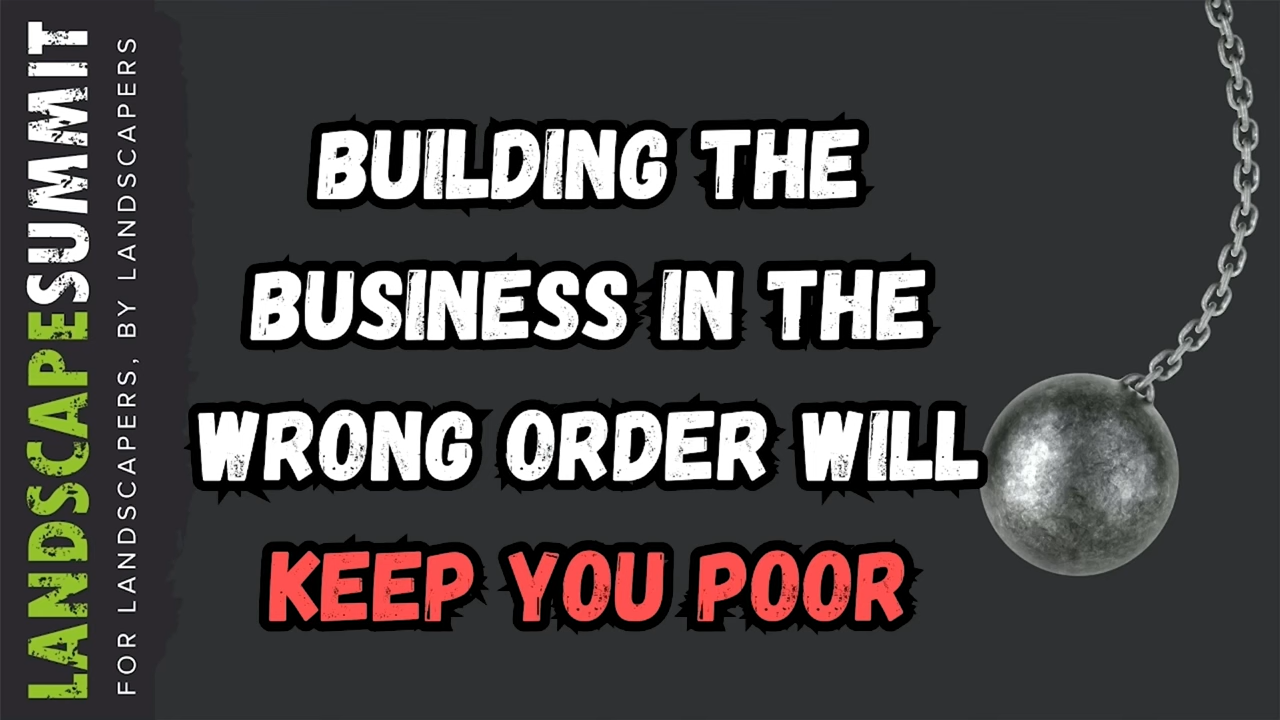 LANDSCAPESUMMIT
FOR LANDSCAPERS, BY LANDSCAPERS
BUILDING THE
BUSINESS IN THE
WRONG ORDER WILL
KEEP YOU POOR